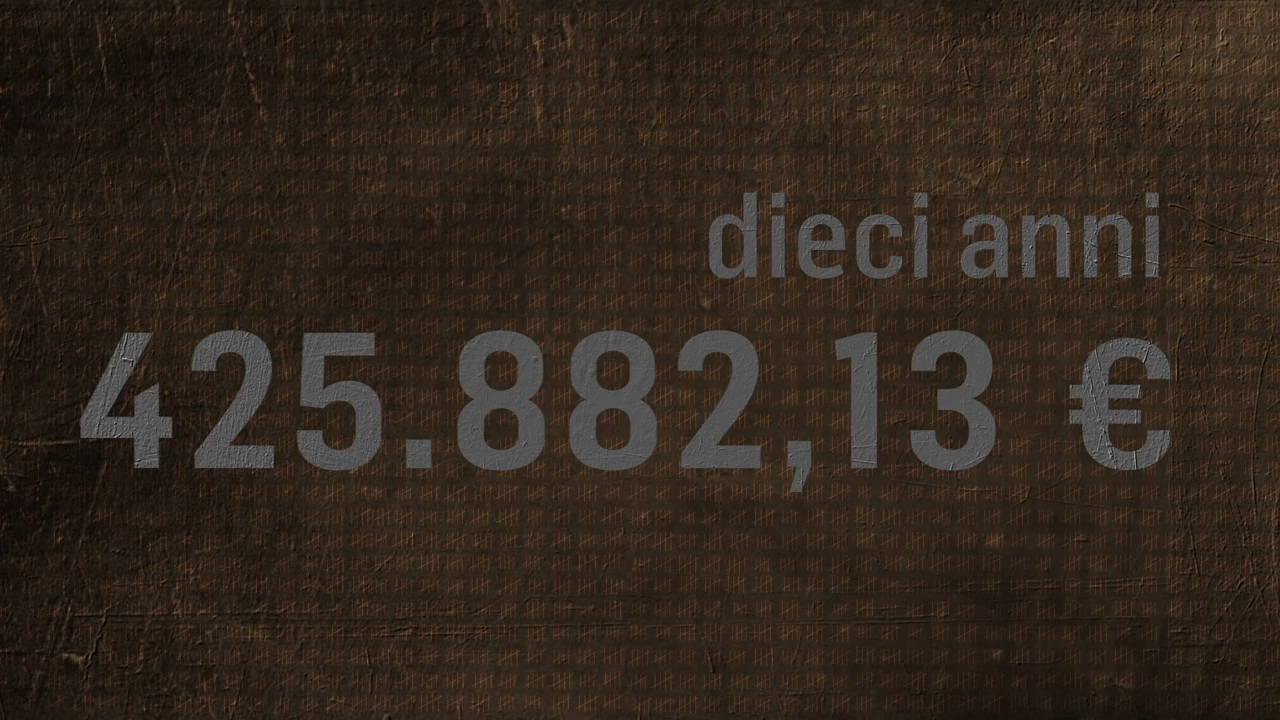 dieci anni
425.882,13 €